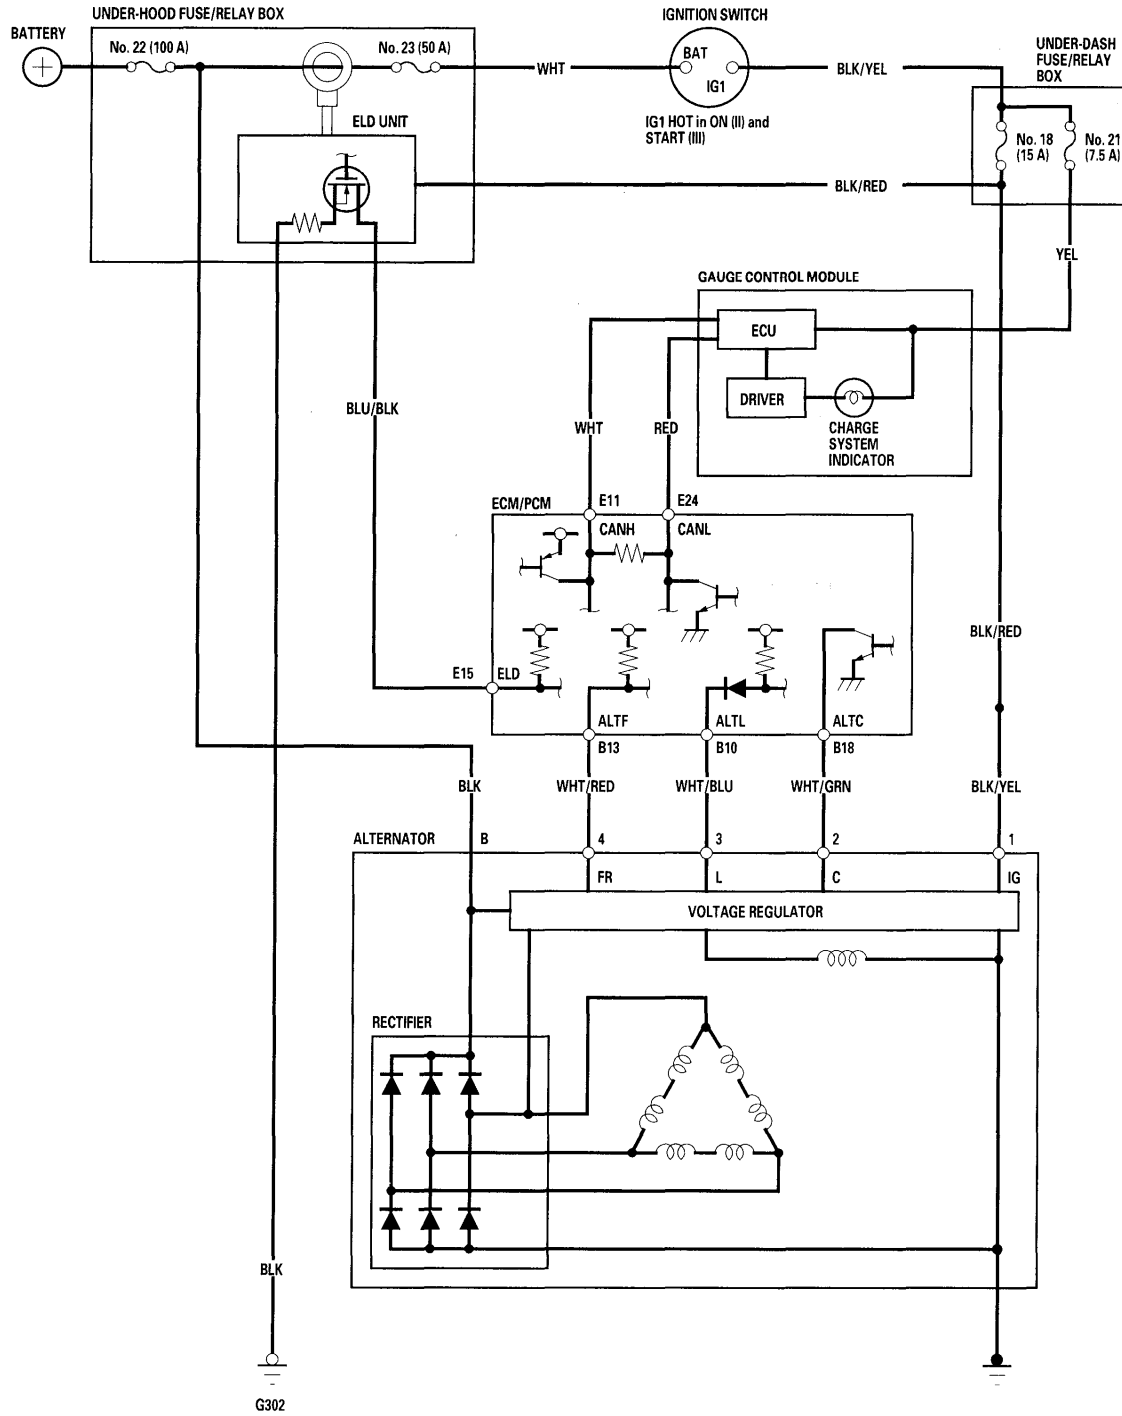 UNDER-HOOD FUSE/RELAY BOX
IGNITION SWITCH
BATTERY
No. 22 (100 A)
No. 23 (50 A)
BAT
IG1
WHT
BLK/YEL
UNDER-DASH
FUSE/RELAY
BOX
IG1 HOT in ON (II) and
START (III)
ELD UNIT
No. 18
(15 A)
No. 21
(7.5 A)
BLK/RED
YEL
GAUGE CONTROL MODULE
ECU
DRIVER
CHARGE
SYSTEM
INDICATOR
BLU/BLK
WHT
RED
ECM/PCM
E11
E24
CANH
CANL
BLK/RED
E15
ELD
ALTF
ALTL
ALTC
B13
B10
B18
BLK
WHT/RED
WHT/BLU
WHT/GRN
BLK/YEL
ALTERNATOR
B
4
3
2
1
FR
L
C
IG
VOLTAGE REGULATOR
RECTIFIER
BLK
G302